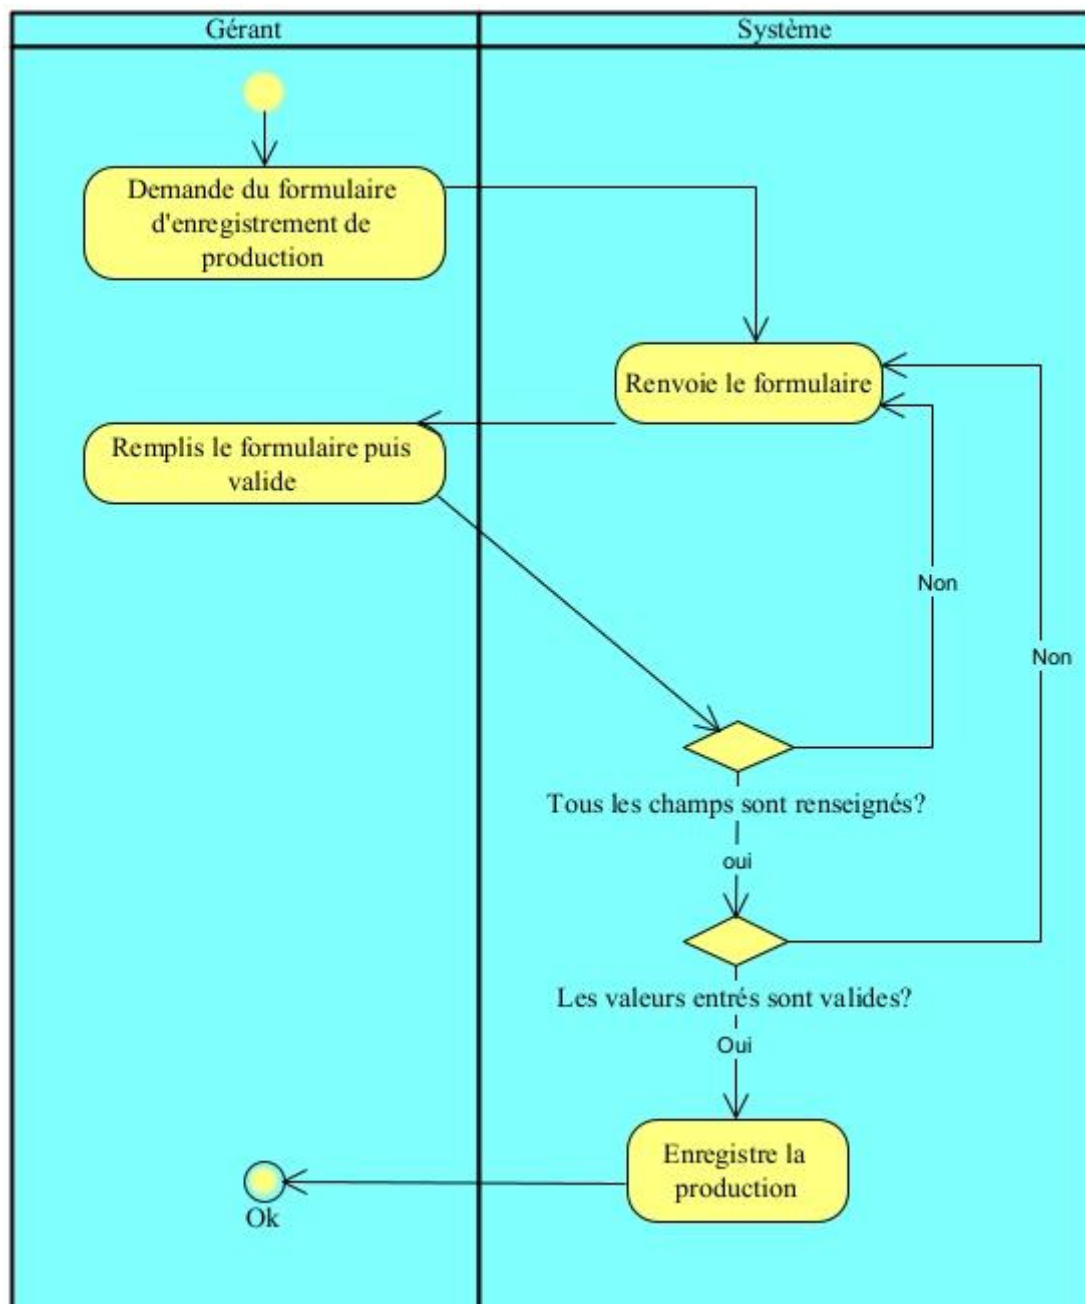 Gérant
Système
Demande du formulaire
d'enregistrement de
production
Renvoie le formulaire
Remplis le formulaire puis
valide
Non
Non
Tous les champs sont renseignés?
oui
Les valeurs entrés sont valides?
Oui
Enregistre la
production
Ok